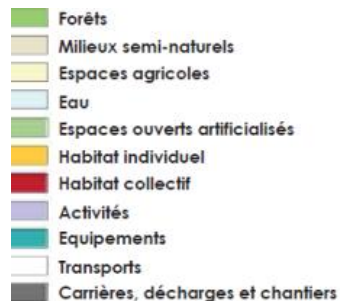 Forêts
Milieux semi-naturels
Espaces agricoles
Eau
Espaces ouverts artificialisés
Habitat individuel
Habitat collectif
Activités
Equipements
Transports
Carrières, décharges et chantiers